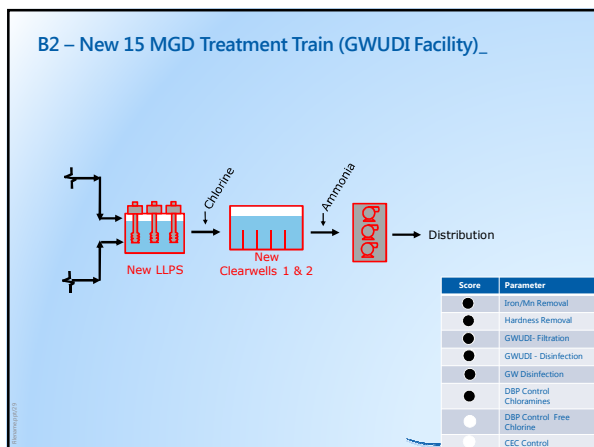 B2 – New 15 MGD Treatment Train (GWUDI Facility)_
Chlorine
Ammonia
Distribution
New LLPS
New
Clearwells 1 & 2
Score Parameter
Iron/Mn Removal
Hardness Removal
GWUDI- Filtration
GWUDI - Disinfection
GW Disinfection
DBP Control
Chloramines
DBP Control Free
Chlorine
CEC Control